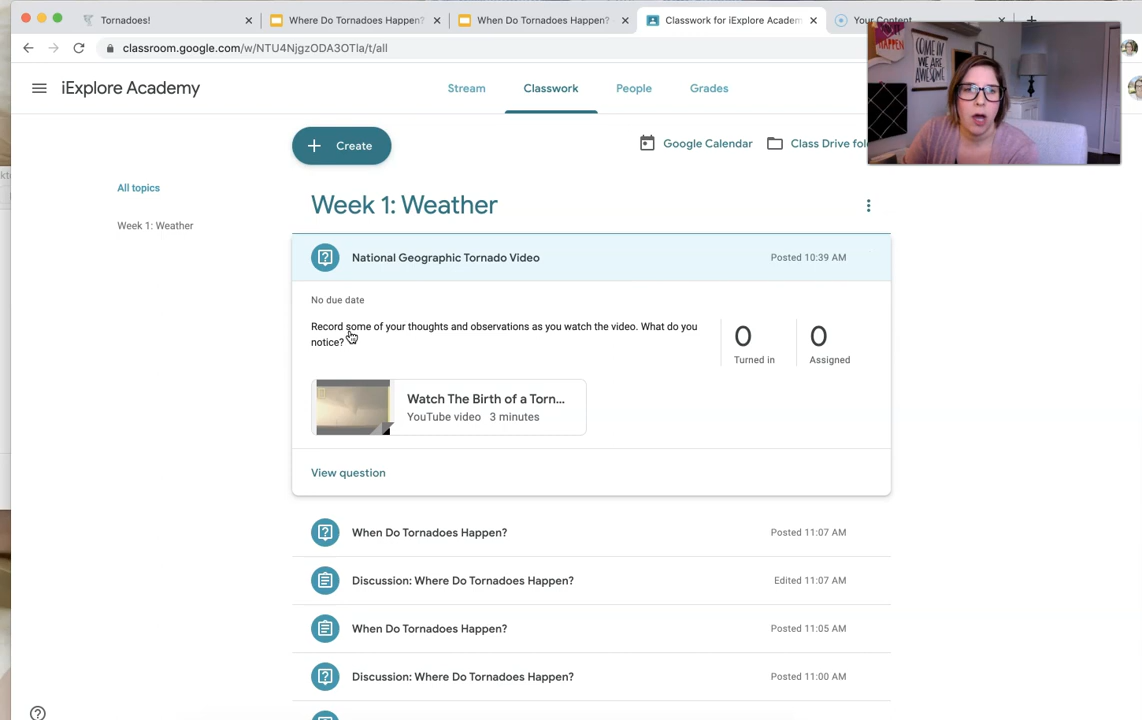 Tornadoes!
Where Do Tornadoes Happen?
When Do Tornadoes Happen?
Classwork for iExplore Academ
Your Content
classroom.google.com/w/NTU4NjgzODA3OTla/t/all
iExplore Academy
Stream
Classwork
People
Grades
HAPPEN
COME IN
WE ARE
AWESOME
Create
Google Calendar
Class Drive fol
All topics
Week 1: Weather
Week 1: Weather
National Geographic Tornado Video
Posted 10:39 AM
No due date
Record some of your thoughts and observations as you watch the video. What do you
notice?
0
Turned in
0
Assigned
Watch The Birth of a Torn...
YouTube video 3 minutes
View question
When Do Tornadoes Happen?
Posted 11:07 AM
Discussion: Where Do Tornadoes Happen?
Edited 11:07 AM
When Do Tornadoes Happen?
Posted 11:05 AM
Discussion: Where Do Tornadoes Happen?
Posted 11:00 AM